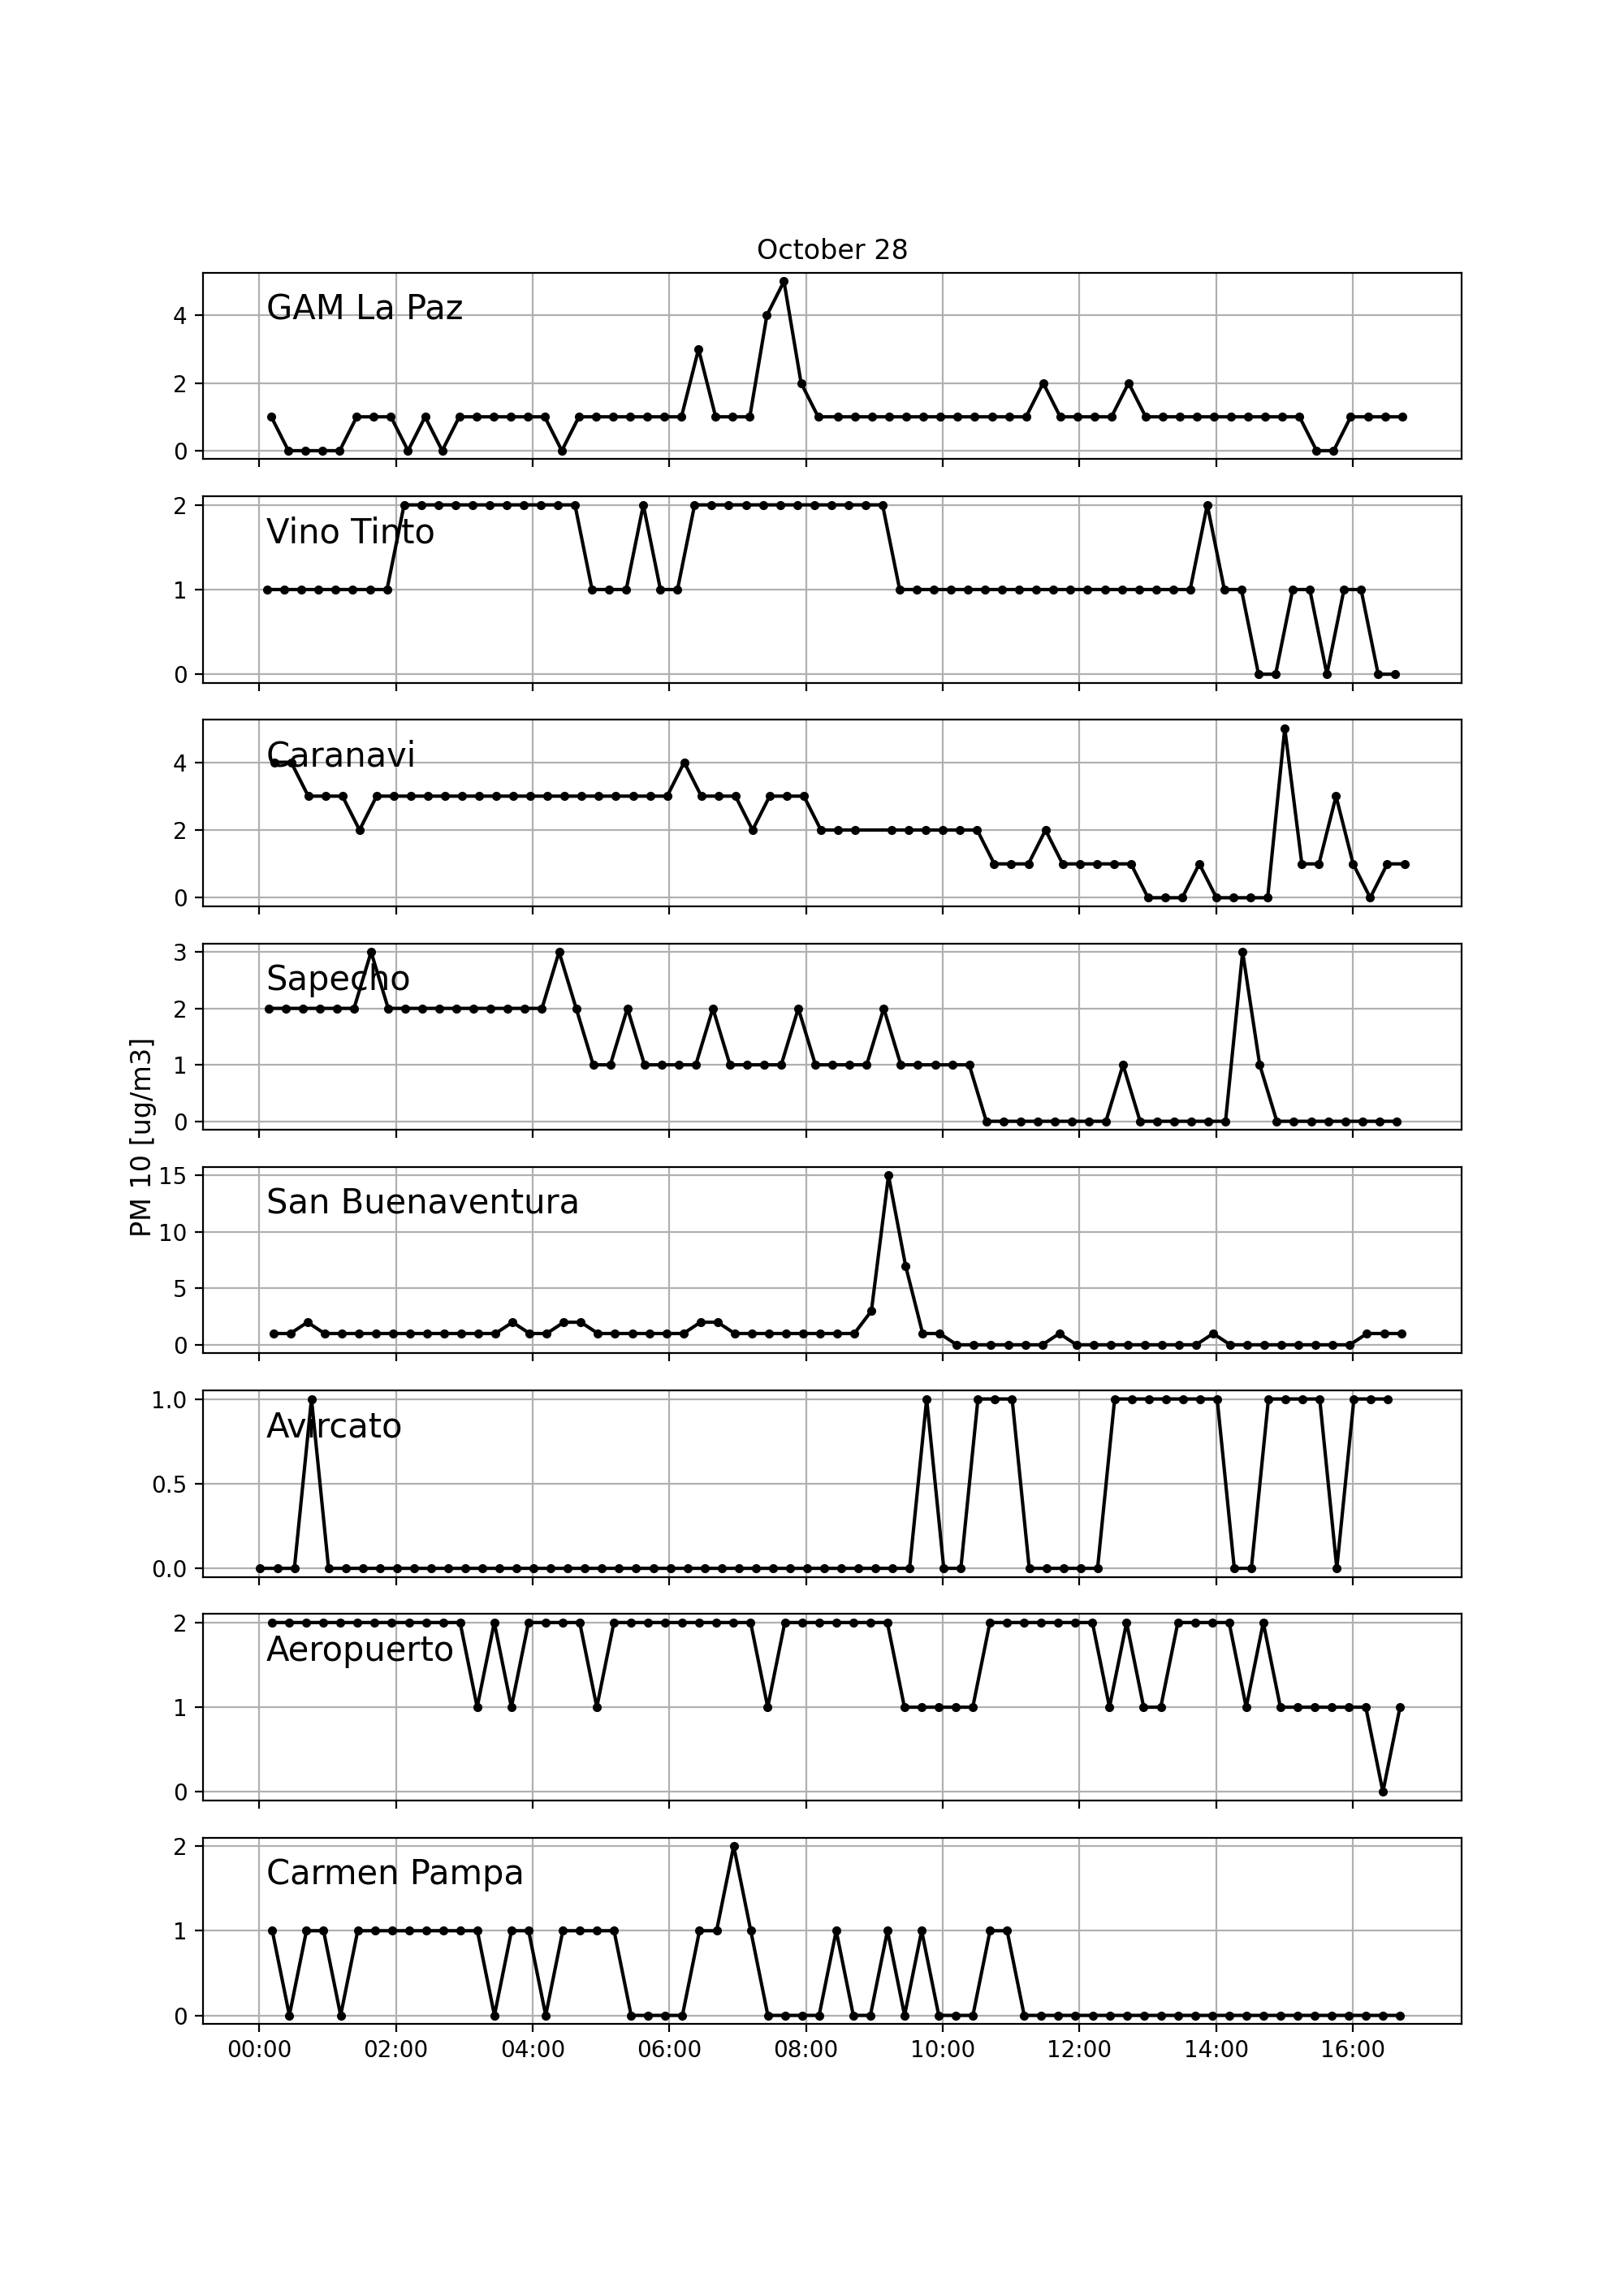 October 28
GAM La Paz
4
2
0
Vino Tinto
2
1
0
Caranavi
4
2
0
Sapecho
3
2
1
0
PM 10 [ug/m3]
San Buenaventura
15
10
5
0
Avircato
1.0
0.5
0.0
Aeropuerto
2
1
0
Carmen Pampa
2
1
0
00:00 02:00 04:00 06:00 08:00 10:00 12:00 14:00 16:00